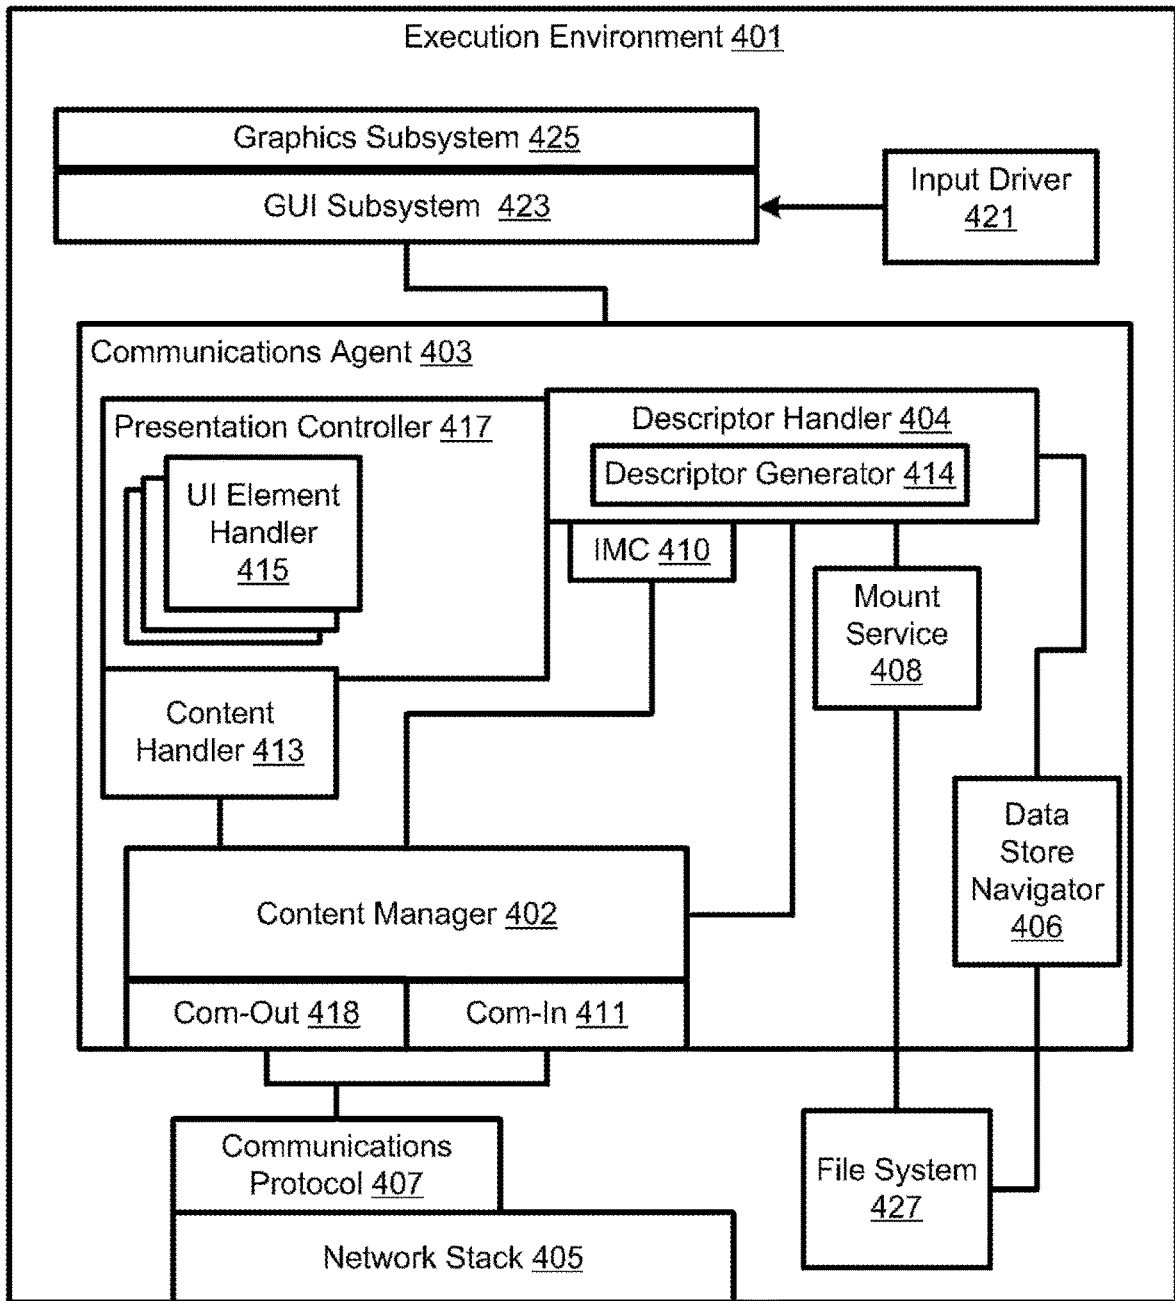 Execution Environment 401
Graphics Subsystem 425
GUI Subsystem 423
Input Driver
421
Communications Agent 403
Presentation Controller 417
UI Element
Handler
415
Descriptor Handler 404
Descriptor Generator 414
IMC 410
Mount
Service
408
Content
Handler 413
Data
Store
Navigator
406
Content Manager 402
Com-Out 418
Com-In 411
Communications
Protocol 407
Network Stack 405
File System
427